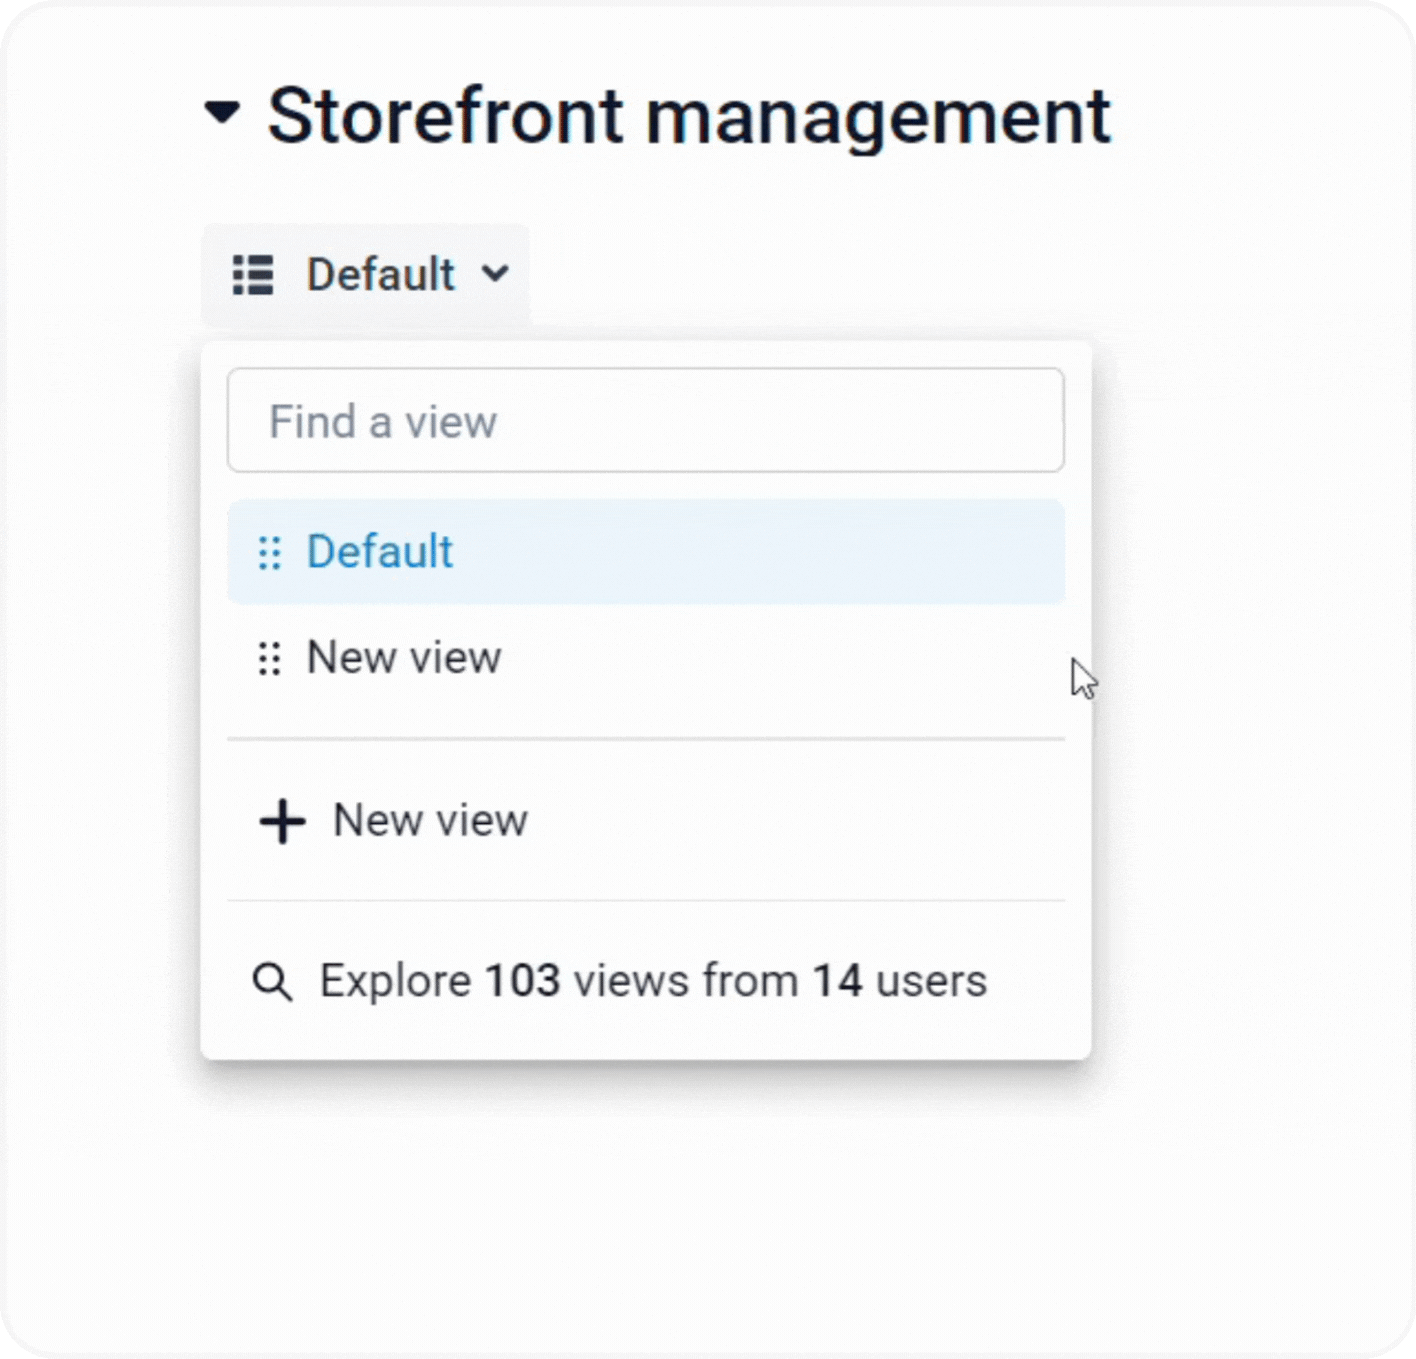 Storefront management
Default
Find a view
Default
New view
New view
Explore 103 views from 14 users